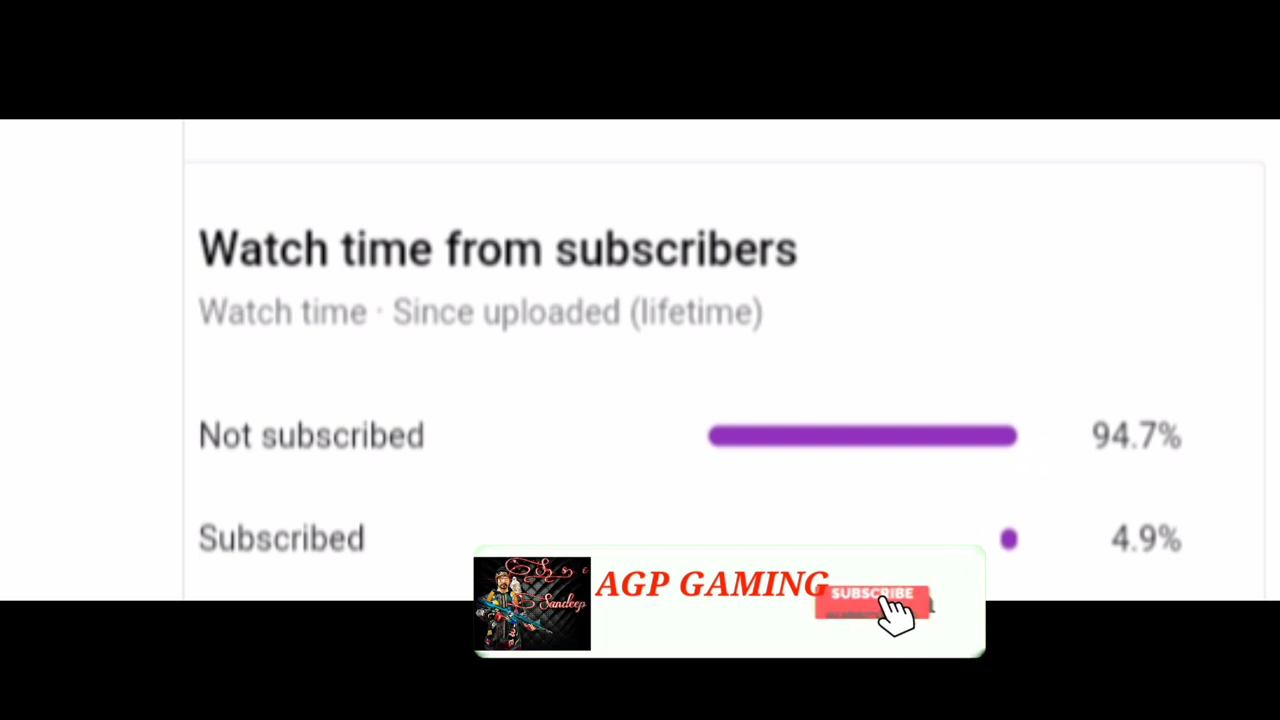 Watch time from subscribers
Watch time · Since uploaded (lifetime)
Not subscribed 94.7%
Subscribed 4.9%
Sandeep
AGP GAMING
SUBSCRIBE